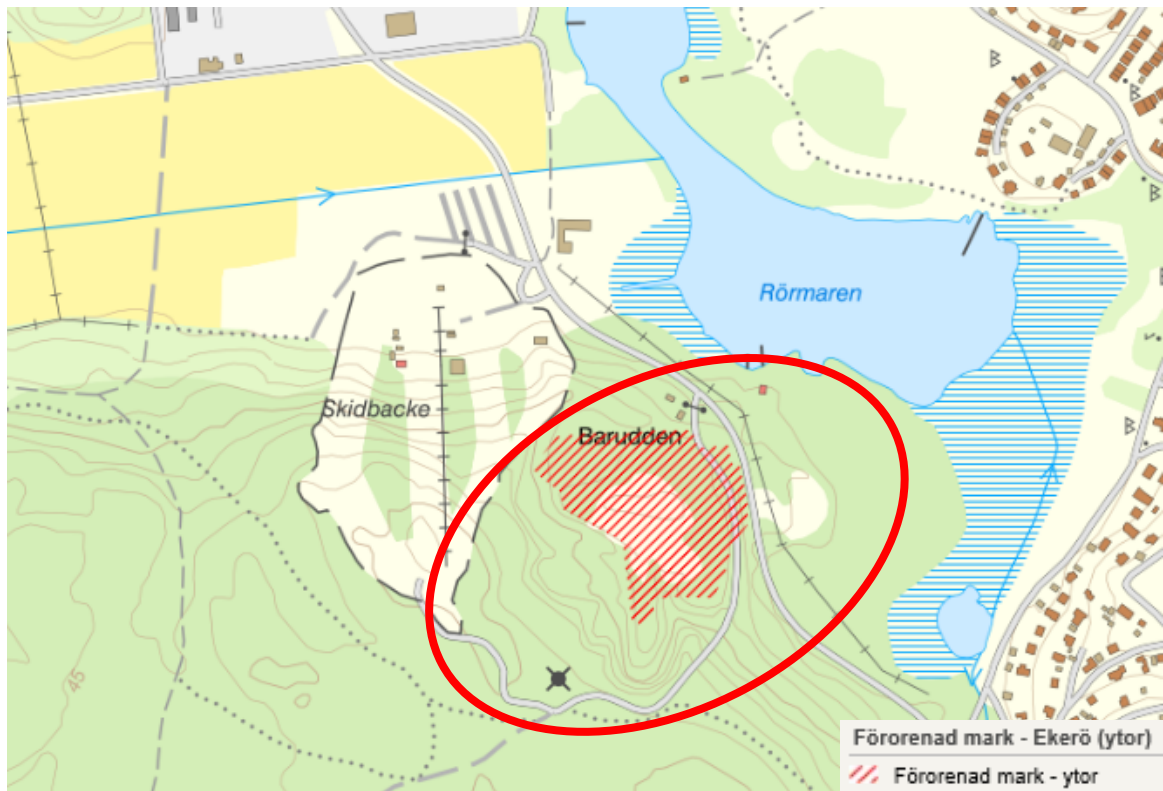 Rörmaren
Skidbacke
Barudden
45
Förorenad mark - Ekerö (ytor)
Förorenad mark - ytor